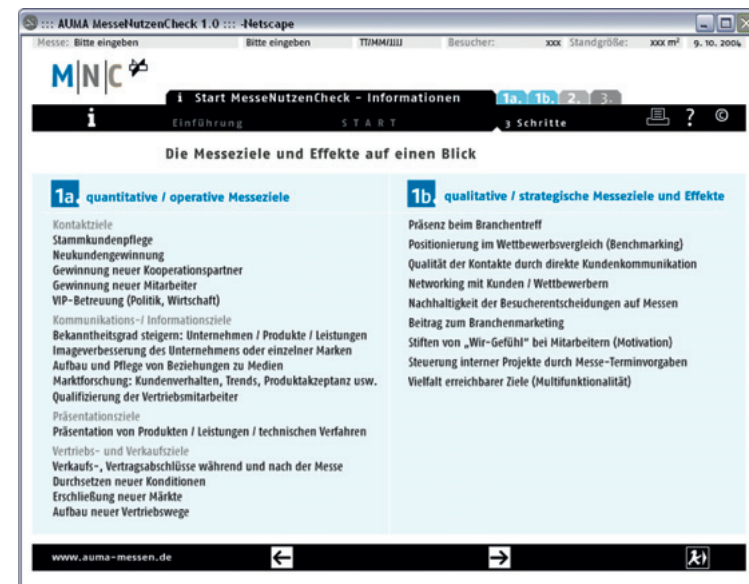 ::: AUMA MesseNutzenCheck 1.0 ::: -Netscape
Messe: Bitte eingeben Bitte eingeben TT/MM/JJJJ Besucher: xxx Standgröße: xxx m² 9. 10. 2004
M|N|C
i Start MesseNutzenCheck - Informationen 1a. 1b. 2. 3.
i Einführung START 3 Schritte ? ©
Die Messeziele und Effekte auf einen Blick
1a. quantitative / operative Messeziele
Kontaktziele
Stammkundenpflege
Neukundengewinnung
Gewinnung neuer Kooperationspartner
Gewinnung neuer Mitarbeiter
VIP-Betreuung (Politik, Wirtschaft)
Kommunikations-/ Informationsziele
Bekanntheitsgrad steigern: Unternehmen / Produkte / Leistungen
Imageverbesserung des Unternehmens oder einzelner Marken
Aufbau und Pflege von Beziehungen zu Medien
Marktforschung: Kundenverhalten, Trends, Produktakzeptanz usw.
Qualifizierung der Vertriebsmitarbeiter
Präsentationsziele
Präsentation von Produkten / Leistungen / technischen Verfahren
Vertriebs- und Verkaufsziele
Verkaufs-, Vertragsabschlüsse während und nach der Messe
Durchsetzen neuer Konditionen
Erschließung neuer Märkte
Aufbau neuer Vertriebswege
1b. qualitative / strategische Messeziele und Effekte
Präsenz beim Branchentreff
Positionierung im Wettbewerbsvergleich (Benchmarking)
Qualität der Kontakte durch direkte Kundenkommunikation
Networking mit Kunden / Wettbewerbern
Nachhaltigkeit der Besucherentscheidungen auf Messen
Beitrag zum Branchenmarketing
Stiften von „Wir-Gefühl“ bei Mitarbeitern (Motivation)
Steuerung interner Projekte durch Messe-Terminvorgaben
Vielfalt erreichbarer Ziele (Multifunktionalität)
www.auma-messen.de